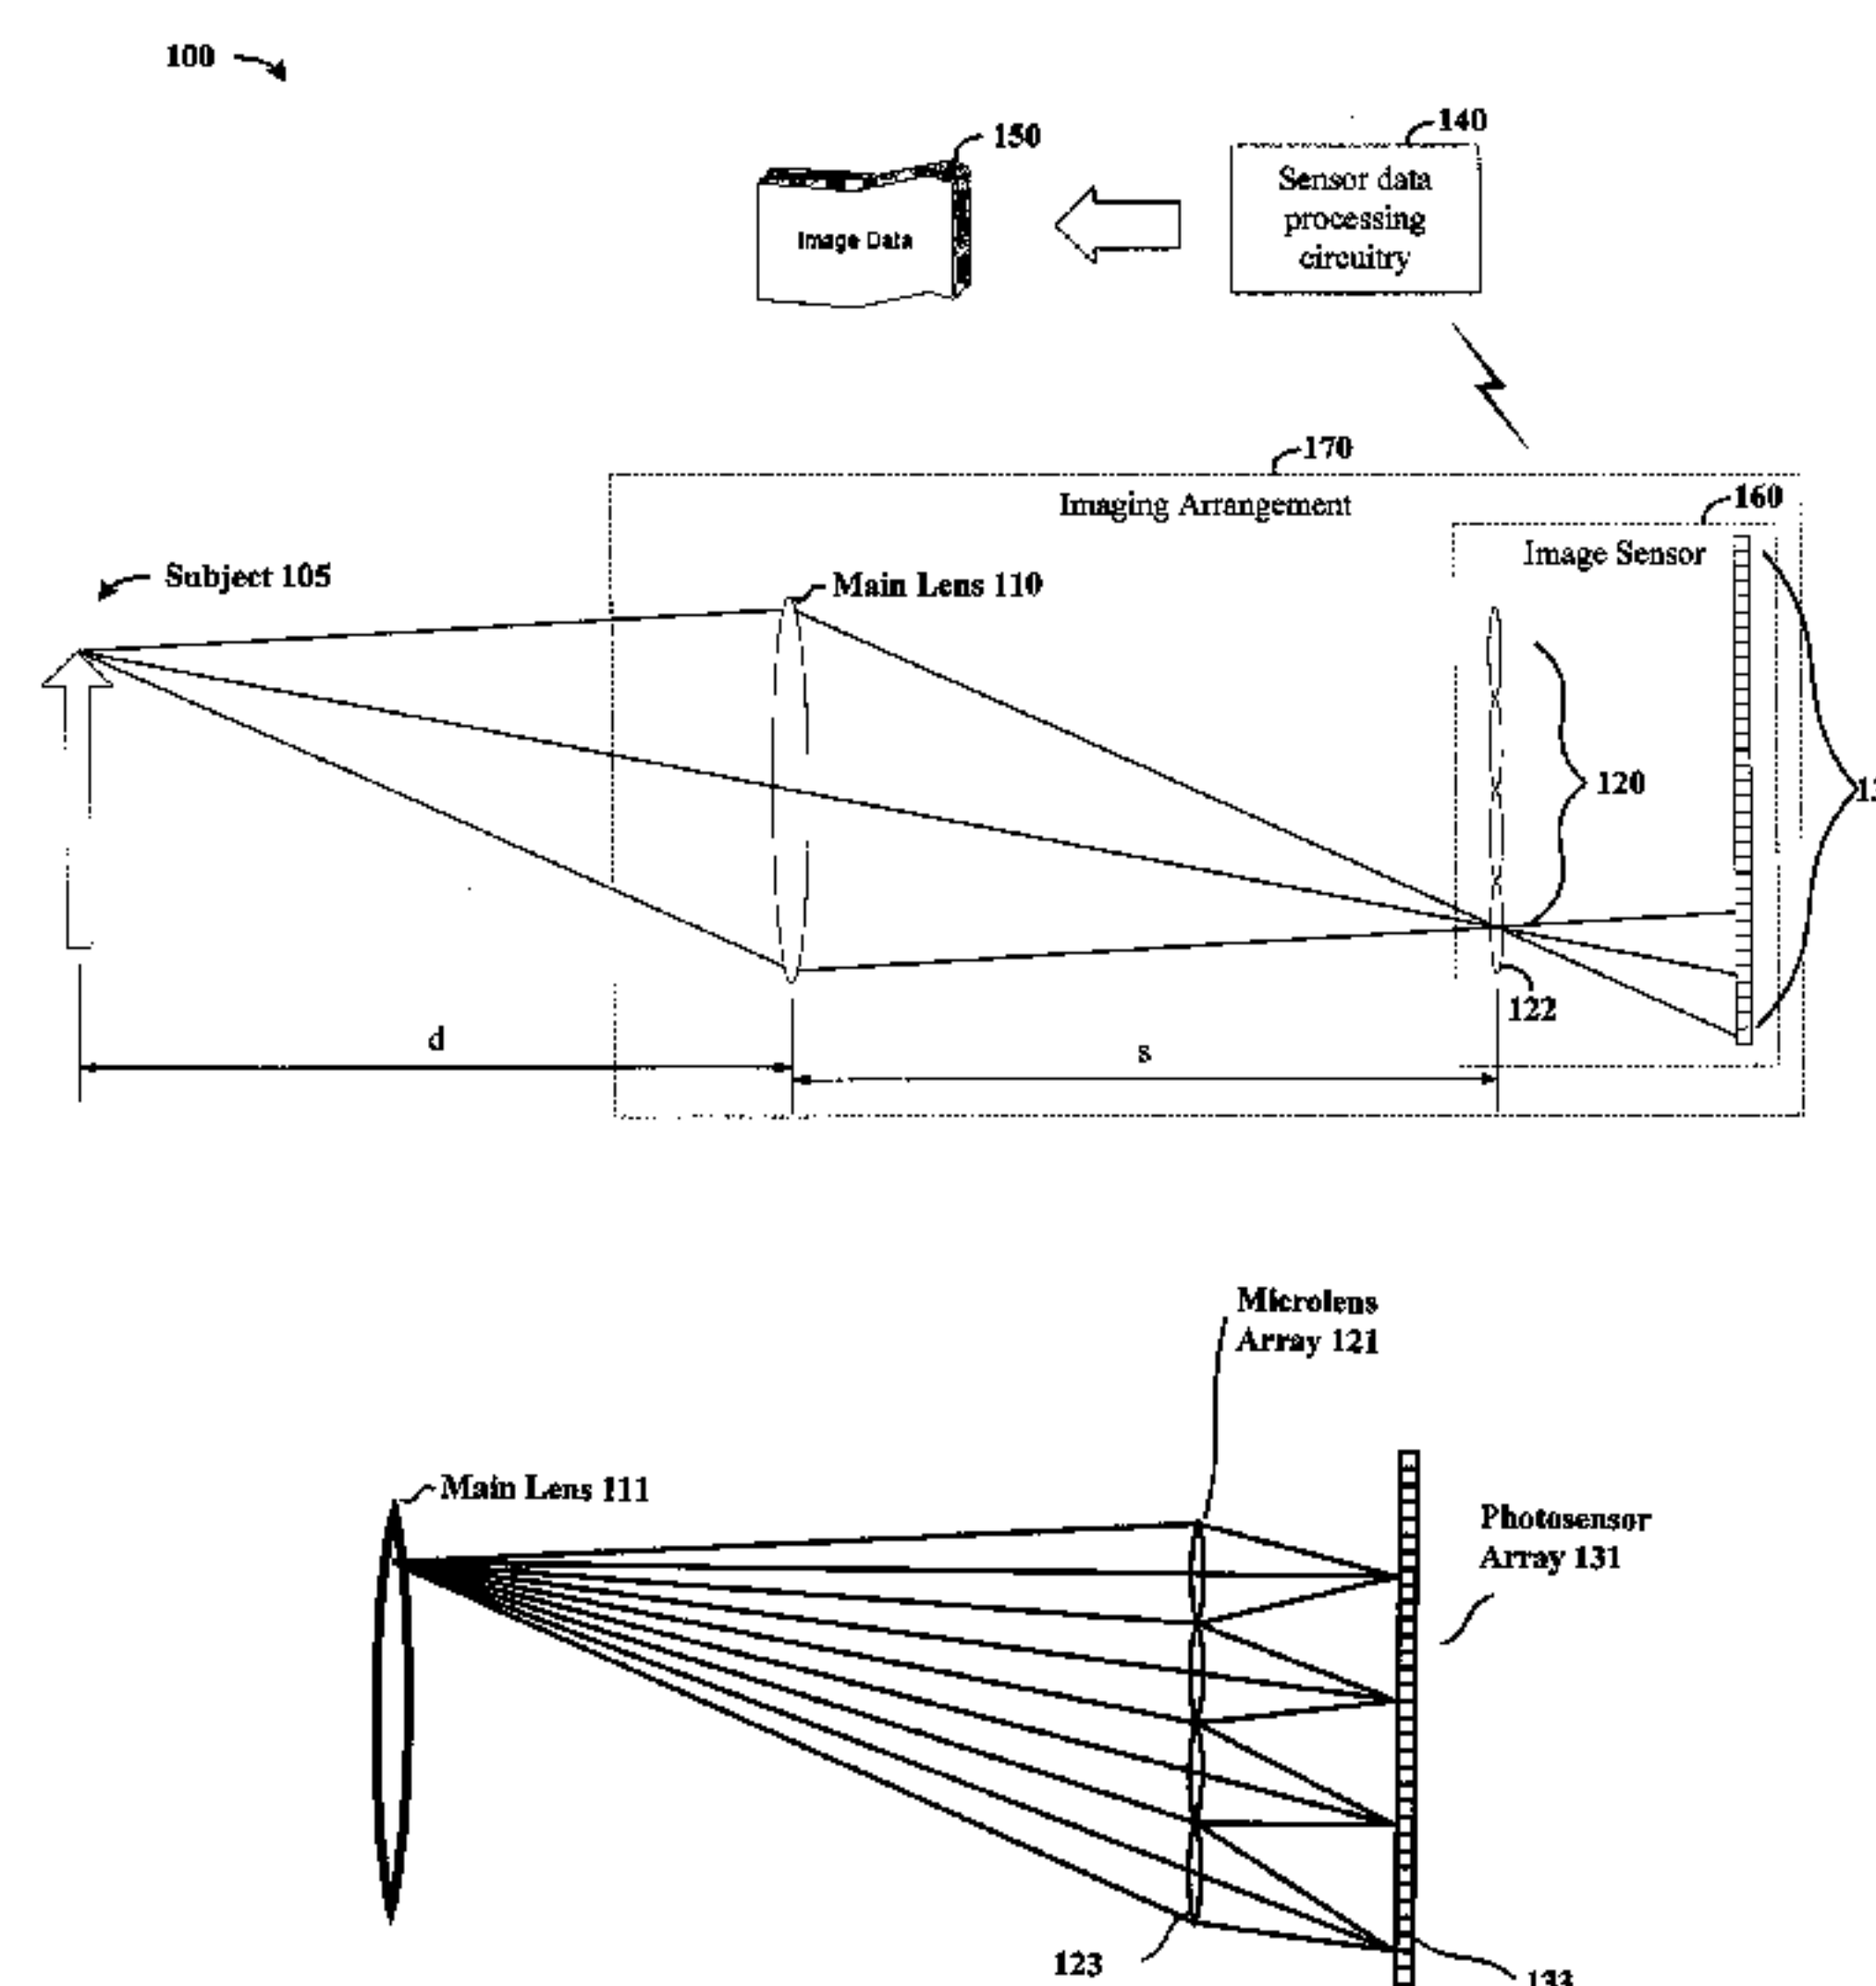 100
150
140
Sensor data
processing
circuitry
Image Data
170
Imaging Arrangement
160
Image Sensor
Subject 105
Main Lens 110
120
122
d
s
Microlens
Array 121
Main Lens 111
Photosensor
Array 131
123